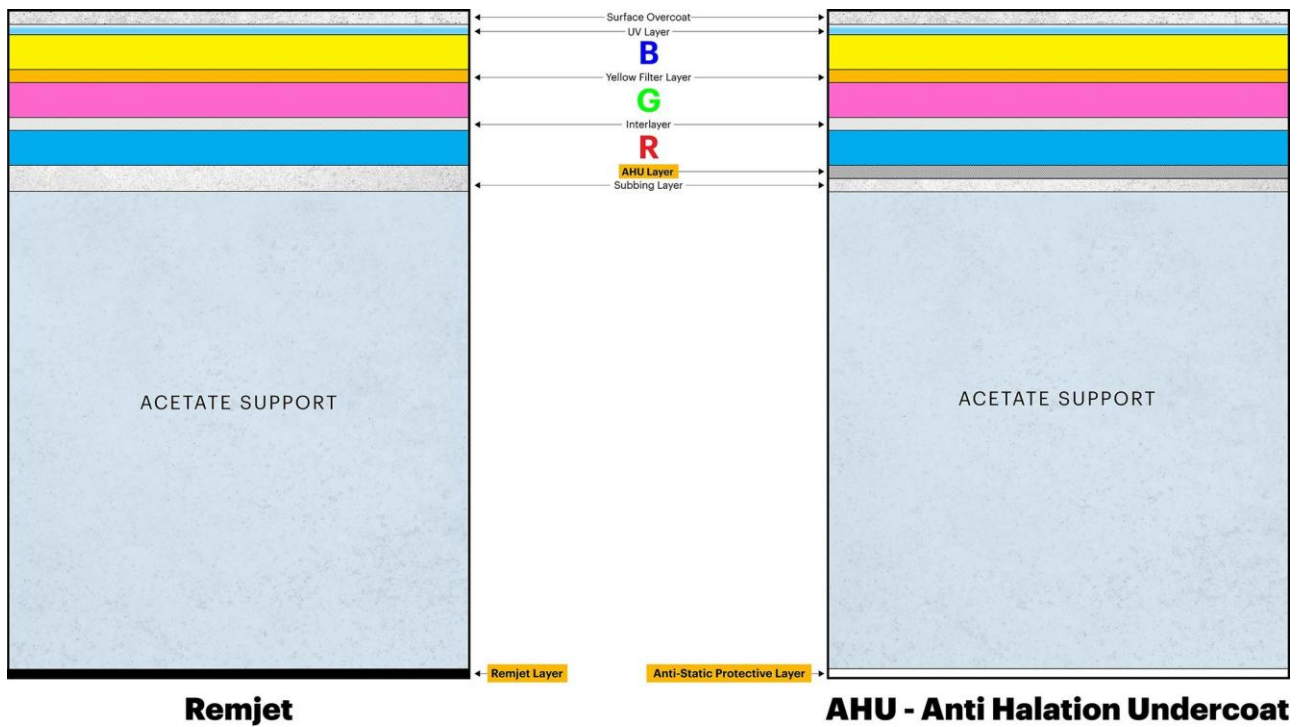 Surface Overcoat
UV Layer
B
Yellow Filter Layer
G
Interlayer
R
AHU Layer
Subbing Layer
ACETATE SUPPORT
ACETATE SUPPORT
Remjet Layer
Anti-Static Protective Layer
Remjet
AHU - Anti Halation Undercoat